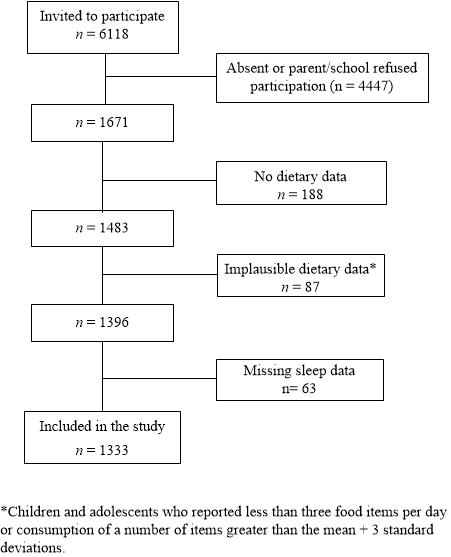 Invited to participate
n = 6118
Absent or parent/school refused
participation (n = 4447)
n = 1671
No dietary data
n = 188
n = 1483
Implausible dietary data*
n = 87
n = 1396
Missing sleep data
n= 63
Included in the study
n = 1333
*Children and adolescents who reported less than three food items per day
or consumption of a number of items greater than the mean + 3 standard
deviations.